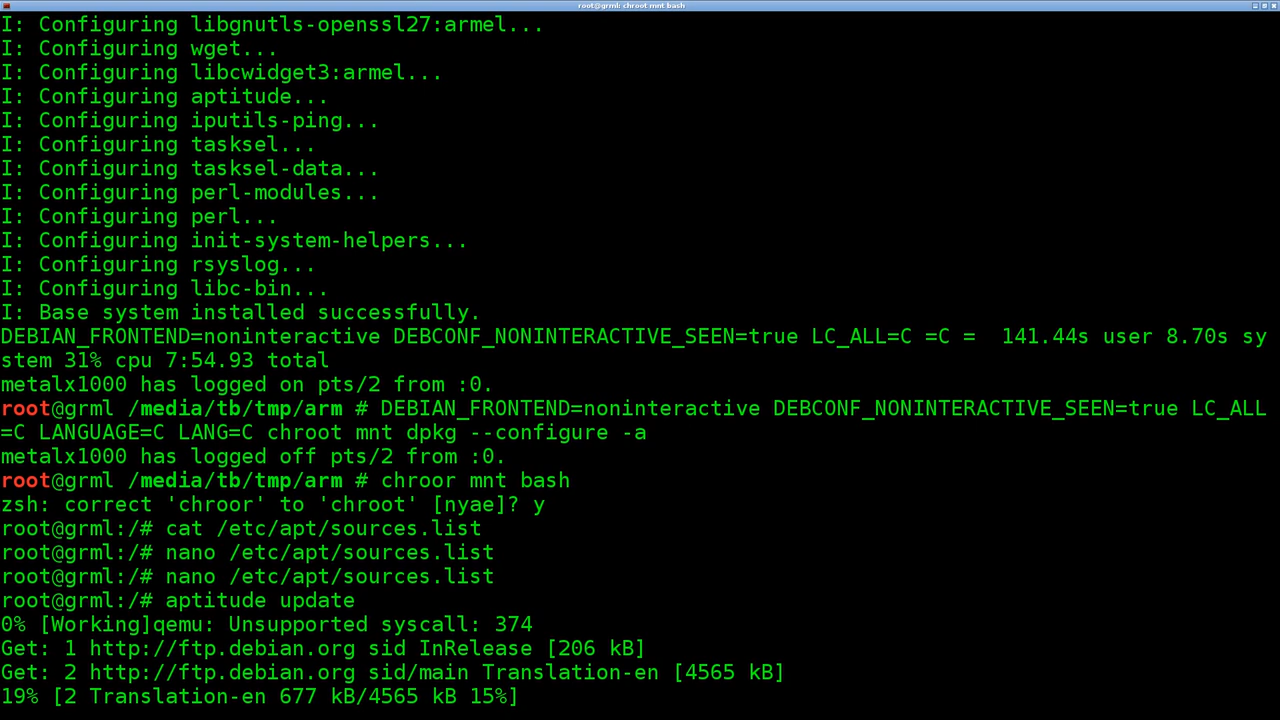 root@grml: chroot mnt bash
I: Configuring libgnutls-openssl27:armel...
I: Configuring wget...
I: Configuring libcwidget3:armel...
I: Configuring aptitude...
I: Configuring iputils-ping...
I: Configuring tasksel...
I: Configuring tasksel-data...
I: Configuring perl-modules...
I: Configuring perl...
I: Configuring init-system-helpers...
I: Configuring rsyslog...
I: Configuring libc-bin...
I: Base system installed successfully.
DEBIAN_FRONTEND=noninteractive DEBCONF_NONINTERACTIVE_SEEN=true LC_ALL=C =C =  141.44s user 8.70s sy
stem 31% cpu 7:54.93 total
metalx1000 has logged on pts/2 from :0.
root@grml /media/tb/tmp/arm # DEBIAN_FRONTEND=noninteractive DEBCONF_NONINTERACTIVE_SEEN=true LC_ALL
=C LANGUAGE=C LANG=C chroot mnt dpkg --configure -a
metalx1000 has logged off pts/2 from :0.
root@grml /media/tb/tmp/arm # chroor mnt bash
zsh: correct 'chroor' to 'chroot' [nyae]? y
root@grml:/# cat /etc/apt/sources.list
root@grml:/# nano /etc/apt/sources.list
root@grml:/# nano /etc/apt/sources.list
root@grml:/# aptitude update
0% [Working]qemu: Unsupported syscall: 374
Get: 1 http://ftp.debian.org sid InRelease [206 kB]
Get: 2 http://ftp.debian.org sid/main Translation-en [4565 kB]
19% [2 Translation-en 677 kB/4565 kB 15%]